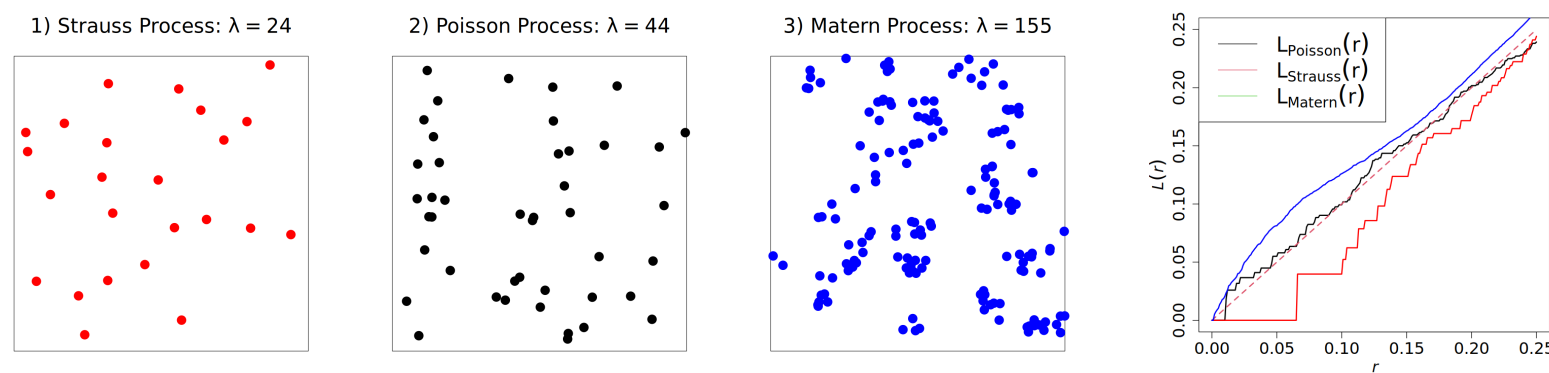 1) Strauss Process: λ = 24
2) Poisson Process: λ = 44
3) Matern Process: λ = 155
L_Poisson(r)
L_Strauss(r)
L_Matern(r)
L(r)
0.25
0.20
0.15
0.10
0.05
0.00
0.00 0.05 0.10 0.15 0.20 0.25
r